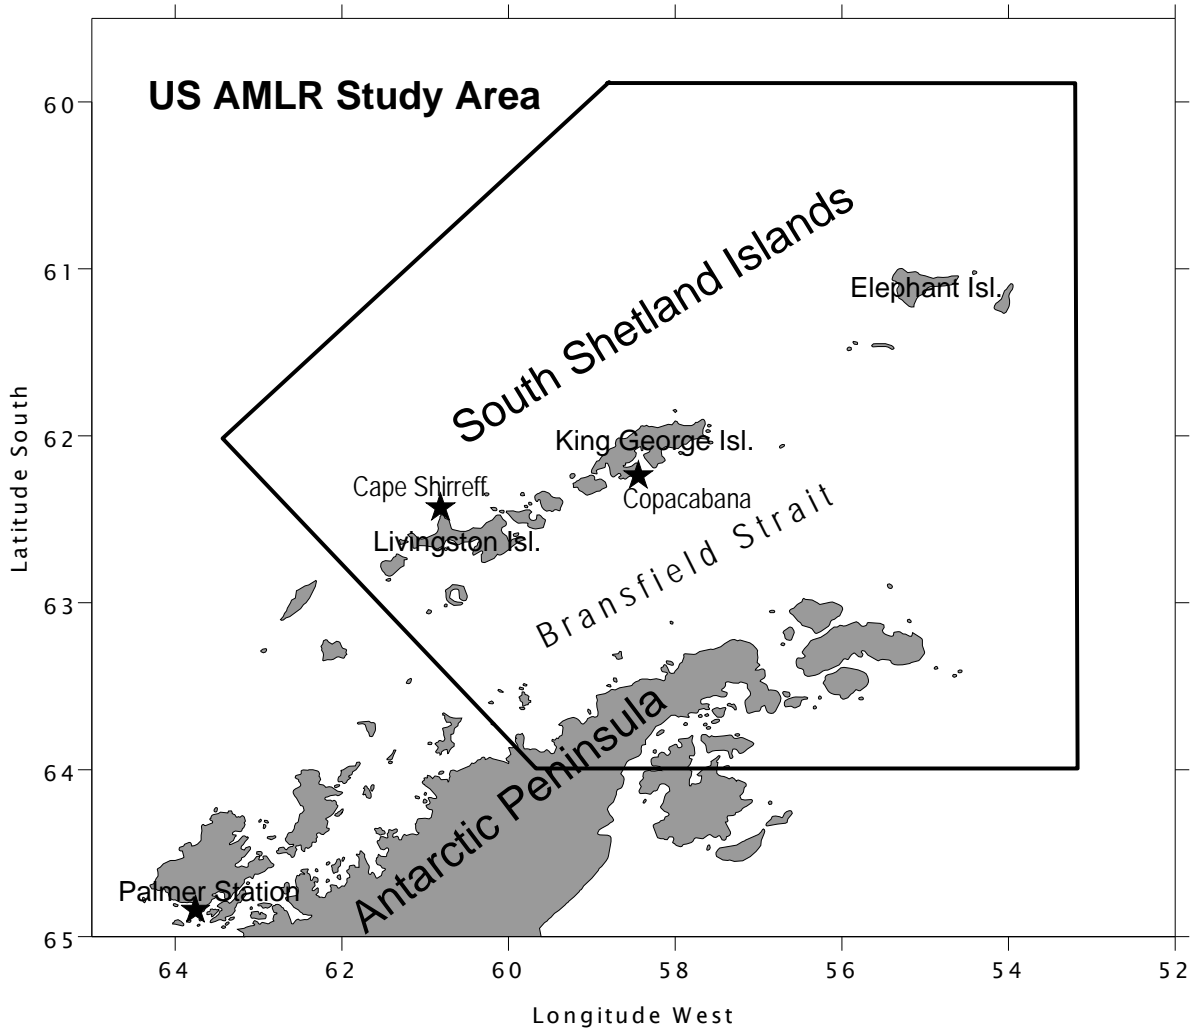 US AMLR Study Area
60
61
62
63
64
65
Latitude South
South Shetland Islands
Elephant Isl.
King George Isl.
Cape Shirreff
Copacabana
Livingston Isl.
Bransfield Strait
Antarctic Peninsula
Palmer Station
64
62
60
58
56
54
52
Longitude West